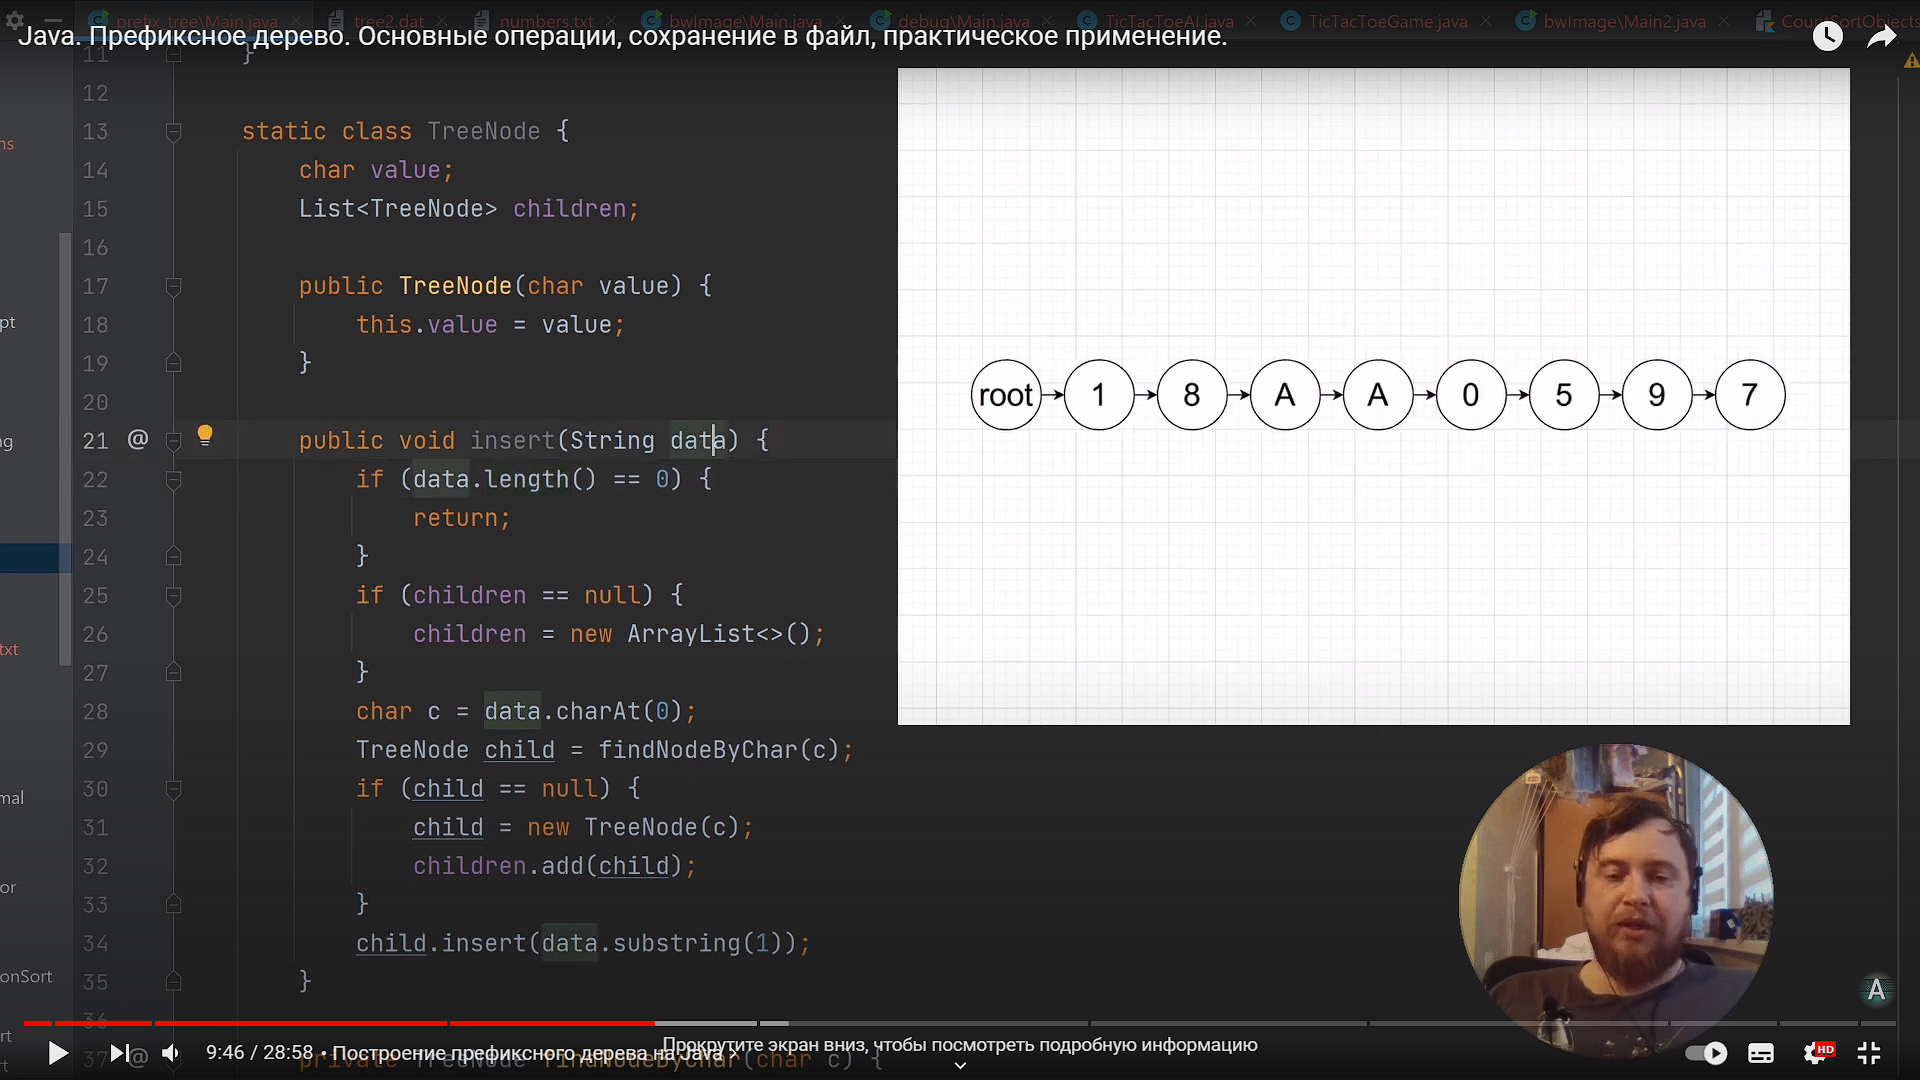 prefix_tree\Main.java tree2.dat numbers.txt bwImage\Main.java debug\Main.java TicTacToeAI.java TicTacToeGame.java bwImage\Main2.java CountSortObjects
Java. Префиксное дерево. Основные операции, сохранение в файл, практическое применение.
11 }
12
13 static class TreeNode {
ns
14 char value;
15 List<TreeNode> children;
16
17 public TreeNode(char value) {
pt
18 this.value = value;
19 }
20
root 1 8 A A 0 5 9 7
ng
21 @ public void insert(String data) {
22 if (data.length() == 0) {
23 return;
24 }
25 if (children == null) {
26 children = new ArrayList<>();
txt
27 }
28 char c = data.charAt(0);
29 TreeNode child = findNodeByChar(c);
mal
30 if (child == null) {
31 child = new TreeNode(c);
32 children.add(child);
or
33 }
34 child.insert(data.substring(1));
onSort
35 }
A
36
rt
37 @ private TreeNode findNodeByChar(char c) {
t
9:46 / 28:58 • Построение префиксного дерева на Java
Прокрутите экран вниз, чтобы посмотреть подробную информацию
HD